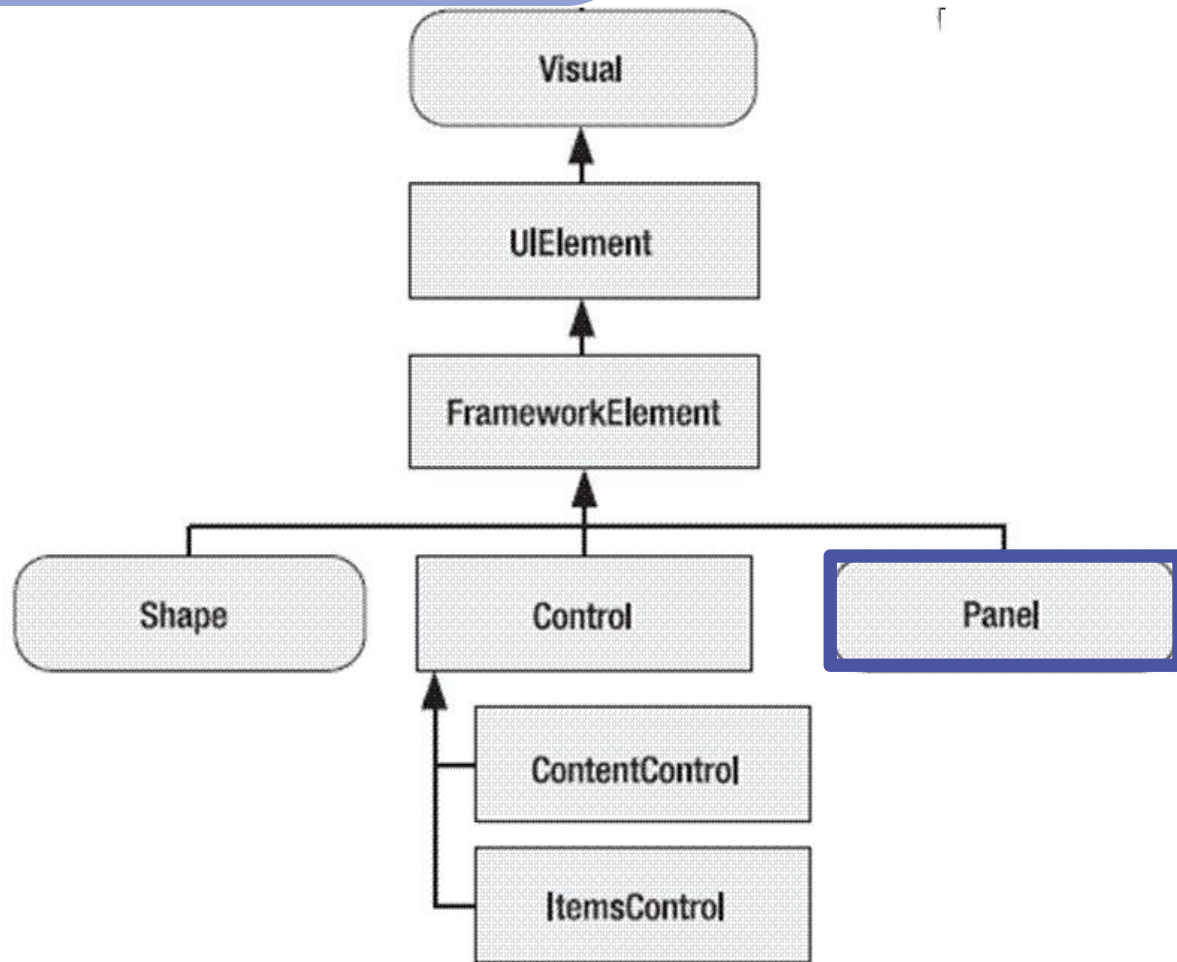 Visual
UIElement
FrameworkElement
Shape
Control
Panel
ContentControl
ItemsControl